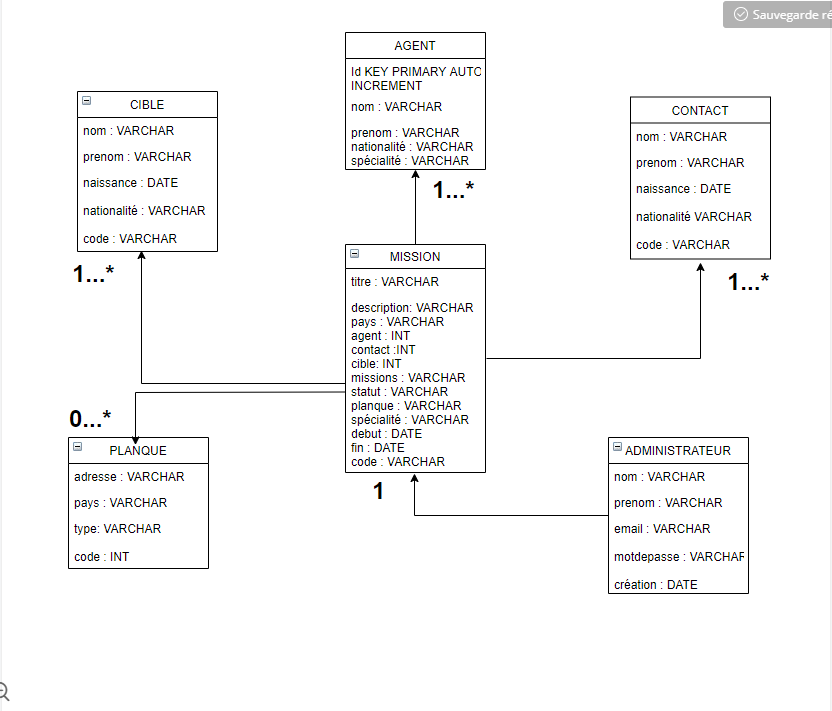 Sauvegarde ré
AGENT
Id KEY PRIMARY AUTO
INCREMENT
nom : VARCHAR
prenom : VARCHAR
nationalité : VARCHAR
spécialité : VARCHAR
1...*
CIBLE
nom : VARCHAR
prenom : VARCHAR
naissance : DATE
nationalité : VARCHAR
code : VARCHAR
1...*
CONTACT
nom : VARCHAR
prenom : VARCHAR
naissance : DATE
nationalité VARCHAR
code : VARCHAR
1...*
MISSION
titre : VARCHAR
description: VARCHAR
pays : VARCHAR
agent : INT
contact :INT
cible: INT
missions : VARCHAR
statut : VARCHAR
planque : VARCHAR
spécialité : VARCHAR
debut : DATE
fin : DATE
code : VARCHAR
1
0...*
PLANQUE
adresse : VARCHAR
pays : VARCHAR
type: VARCHAR
code : INT
ADMINISTRATEUR
nom : VARCHAR
prenom : VARCHAR
email : VARCHAR
motdepasse : VARCHAR
création : DATE